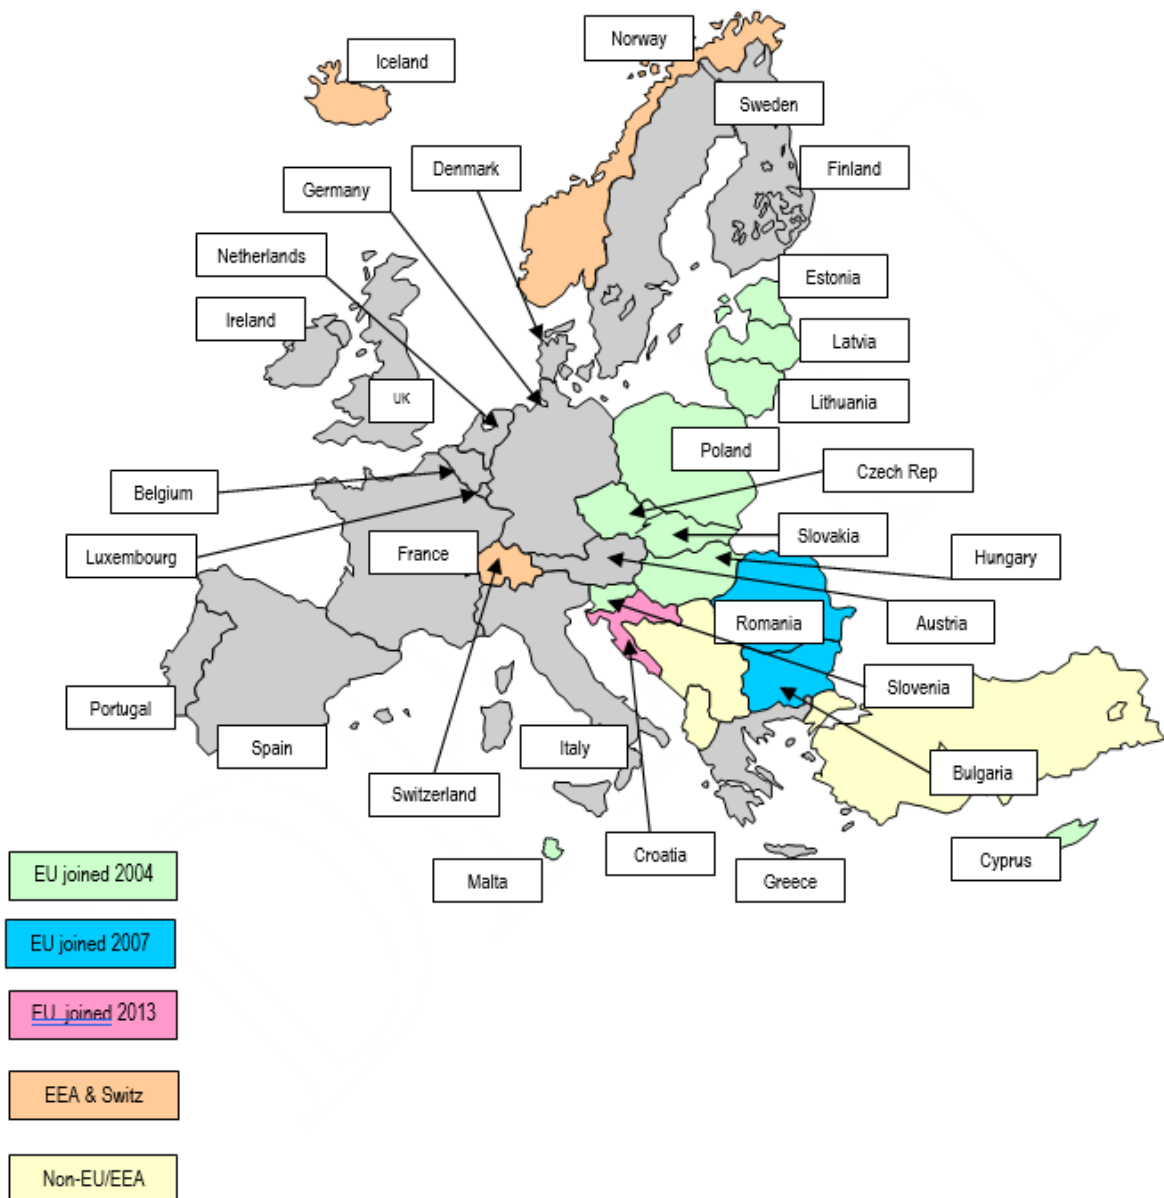 Norway
Iceland
Sweden
Denmark
Finland
Germany
Netherlands
Estonia
Ireland
Latvia
UK
Lithuania
Poland
Czech Rep
Belgium
Slovakia
Luxembourg
France
Hungary
Romania
Austria
Slovenia
Portugal
Spain
Italy
Bulgaria
Switzerland
Croatia
Cyprus
Malta
Greece
EU joined 2004
EU joined 2007
EU joined 2013
EEA & Switz
Non-EU/EEA